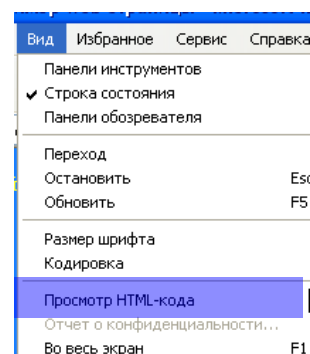 Вид Избранное Сервис Справка
Панели инструментов
Строка состояния
Панели обозревателя
Переход
Остановить Esc
Обновить F5
Размер шрифта
Кодировка
Просмотр HTML-кода
Отчет о конфиденциальности...
Во весь экран F1